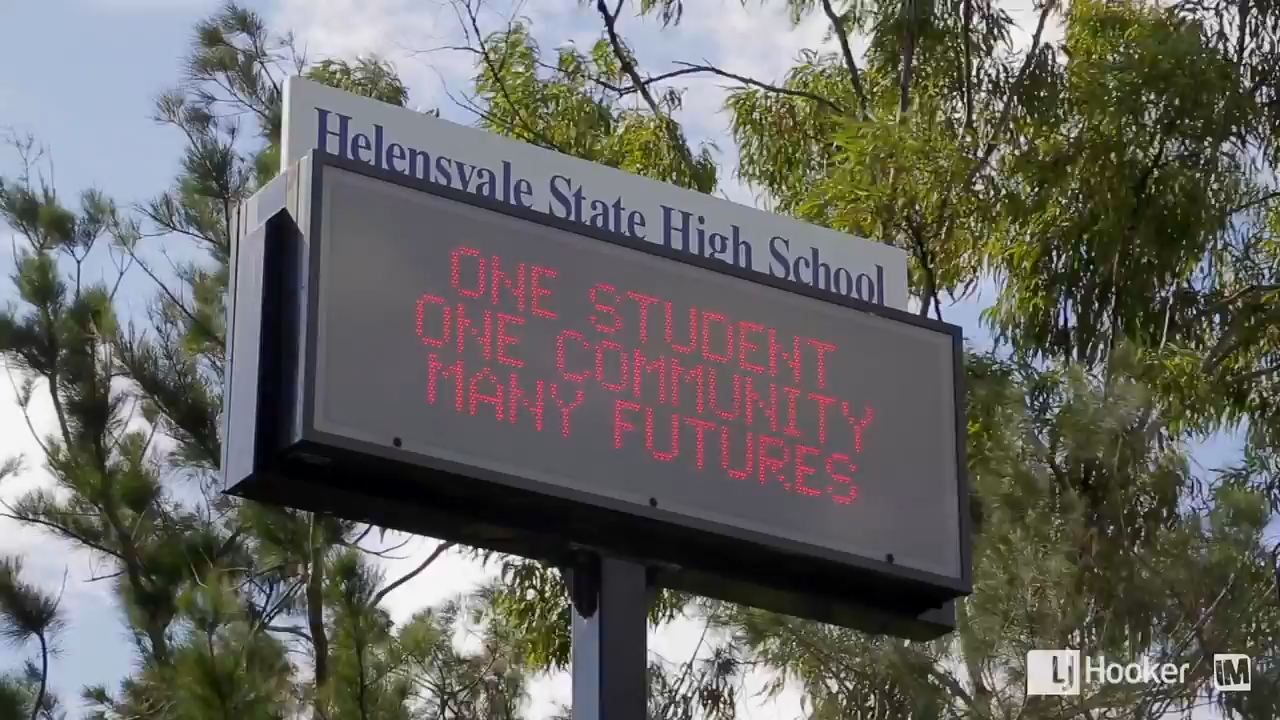 Helensvale State High School
ONE STUDENT
ONE COMMUNITY
MANY FUTURES
LJ Hooker
iM